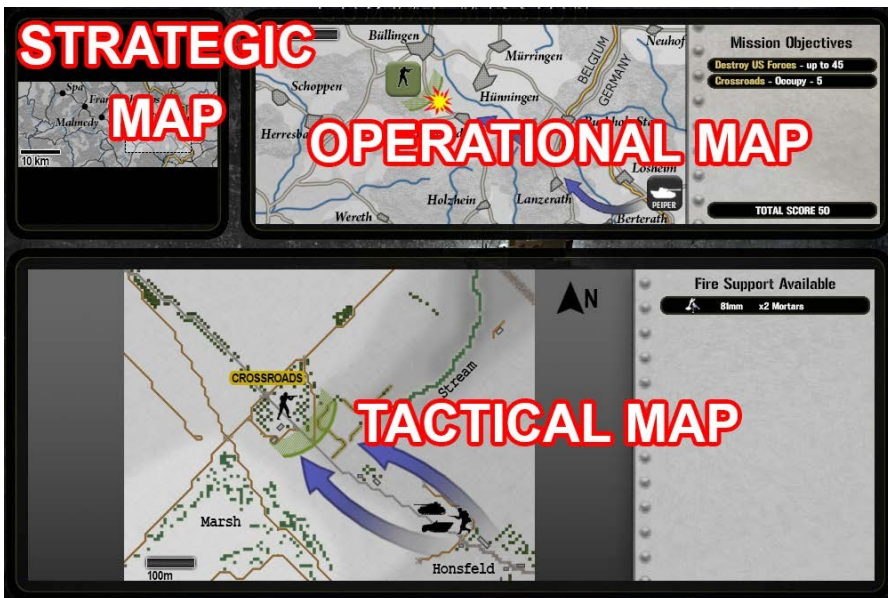 STRATEGIC
MAP
Spa
Malmedy
10 km
Büllingen
Mürringen
Neuhof
BELGIUM
GERMANY
Schoppen
Hünningen
OPERATIONAL MAP
Losheim
Holzheim
Lanzerath
PEIPER
Wereth
Berterath
Mission Objectives
Destroy US Forces - up to 45
Crossroads - Occupy - 5
TOTAL SCORE 50
N
CROSSROADS
Stream
TACTICAL MAP
Marsh
100m
Honsfeld
Fire Support Available
81mm x2 Mortars